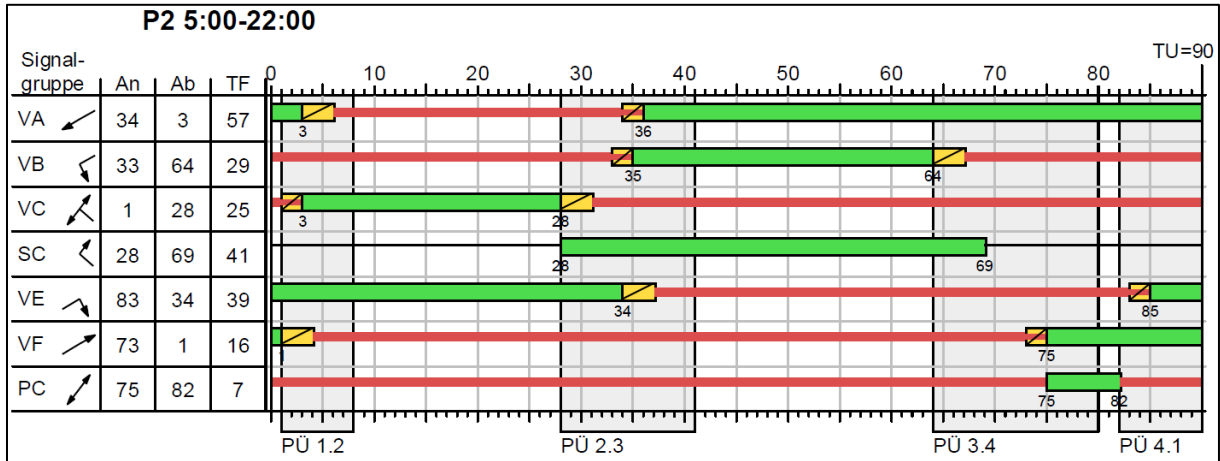 P2 5:00-22:00
TU=90
Signal-
gruppe An Ab TF 0 10 20 30 40 50 60 70 80
VA 34 3 57 3 36
VB 33 64 29 35 64
VC 1 28 25 3 28
SC 28 69 41 28 69
VE 83 34 39 34 85
VF 73 1 16 1 75
PC 75 82 7 75 82
PÜ 1.2 PÜ 2.3 PÜ 3.4 PÜ 4.1